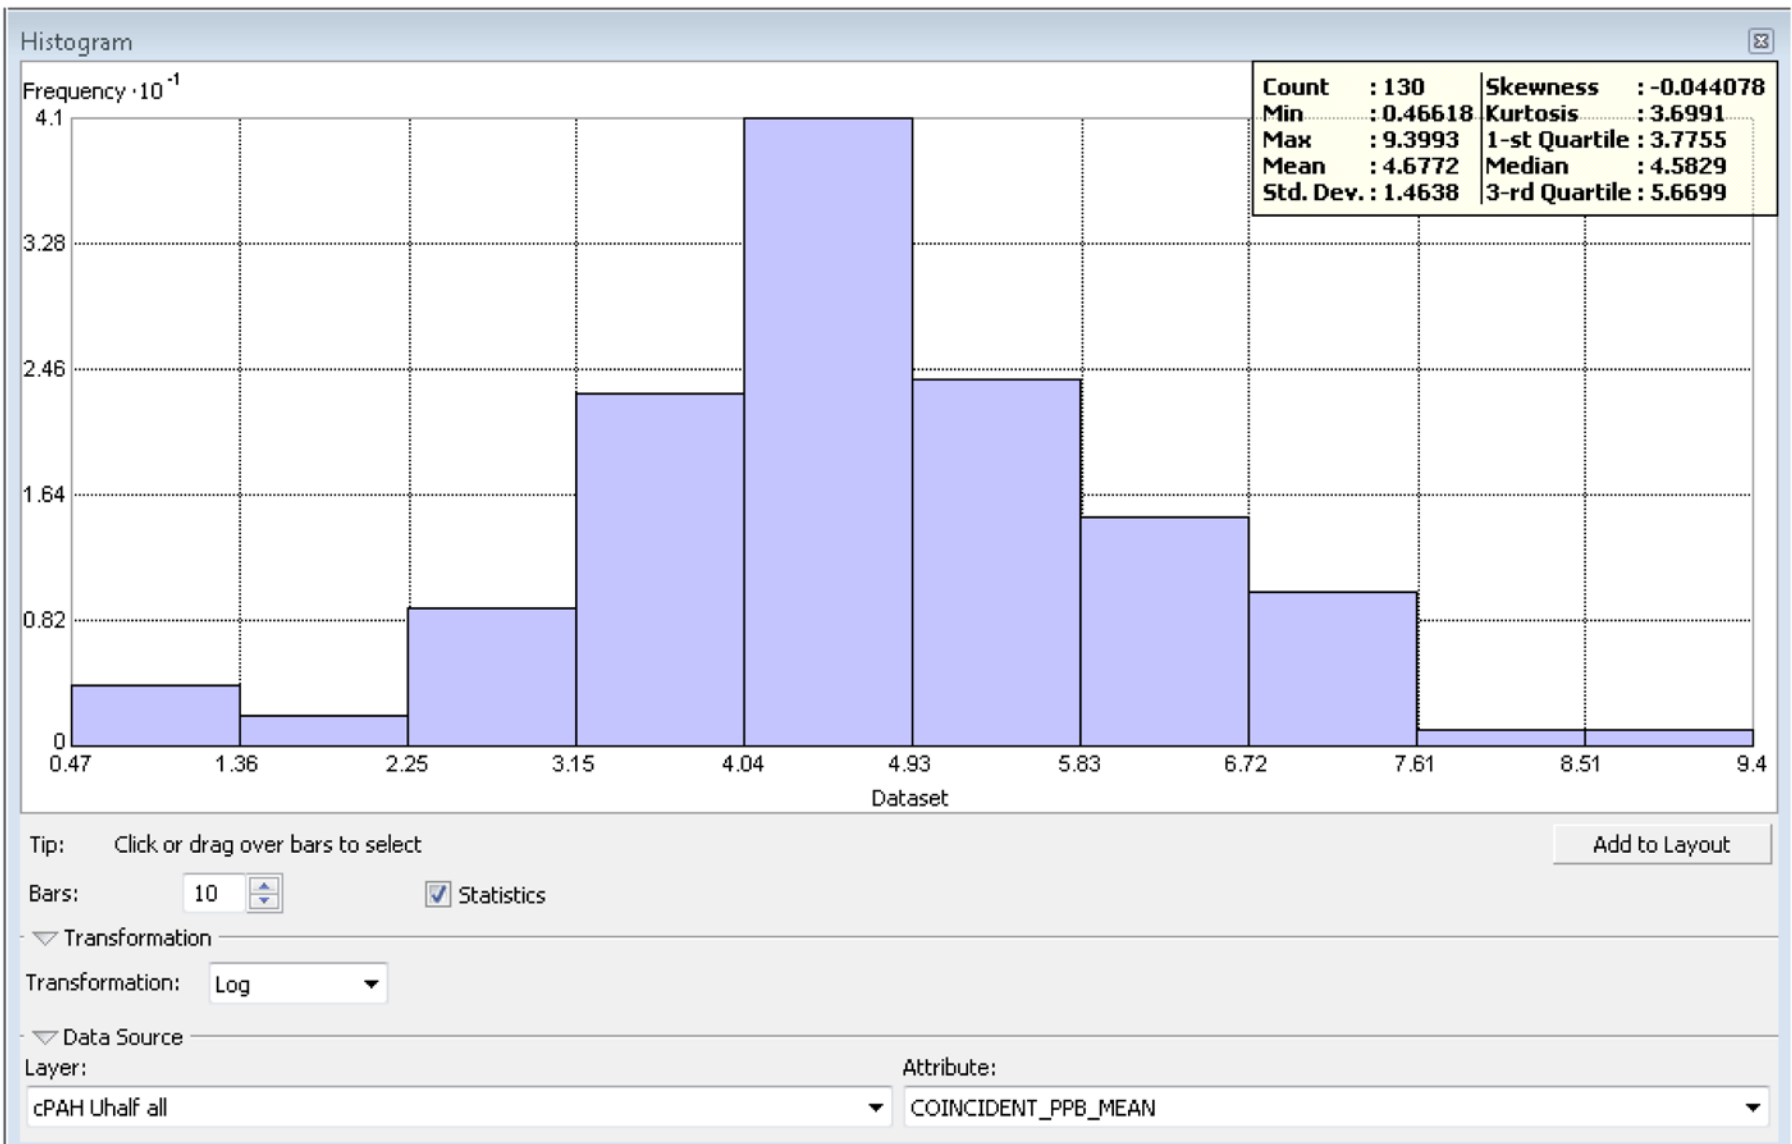 Histogram
Frequency ·10⁻¹
Count : 130 Skewness : -0.044078
Min : 0.46618 Kurtosis : 3.6991
Max : 9.3993 1-st Quartile : 3.7755
Mean : 4.6772 Median : 4.5829
Std. Dev. : 1.4638 3-rd Quartile : 5.6699
4.1
3.28
2.46
1.64
0.82
0
0.47 1.36 2.25 3.15 4.04 4.93 5.83 6.72 7.61 8.51 9.4
Dataset
Tip: Click or drag over bars to select
Add to Layout
Bars: 10 Statistics
Transformation
Transformation: Log
Data Source
Layer: Attribute:
cPAH Uhalf all COINCIDENT_PPB_MEAN